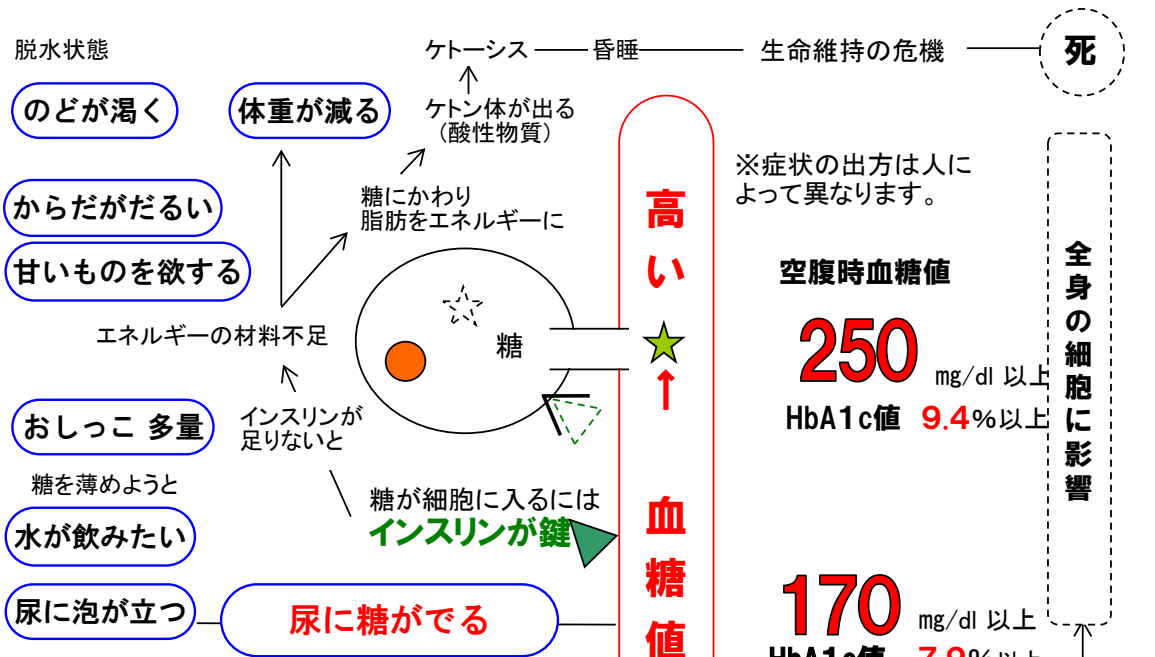 脱水状態
ケトーシス
昏睡
生命維持の危機
死
のどが渇く
体重が減る
ケトン体が出る
（酸性物質）
※症状の出方は人に
よって異なります。
糖にかわり
脂肪をエネルギーに
からだがだるい
甘いものを欲する
高い血糖値
空腹時血糖値
250 mg/dl 以上
HbA1c値 9.4%以上
全身の細胞に影響
エネルギーの材料不足
糖
おしっこ 多量
インスリンが
足りないと
糖を薄めようと
糖が細胞に入るには
インスリンが鍵
水が飲みたい
尿に泡が立つ
尿に糖がでる
170 mg/dl 以上
HbA1c値 7.9%以上